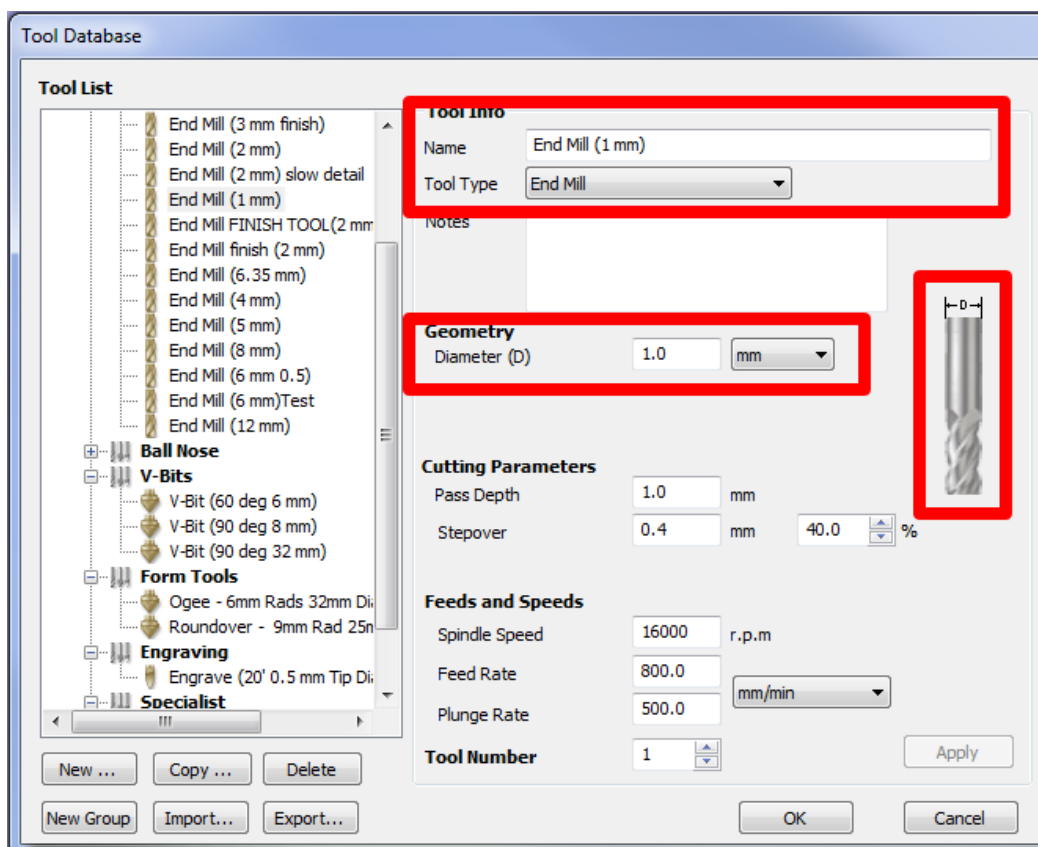 Tool Database
Tool List
End Mill (3 mm finish)
End Mill (2 mm)
End Mill (2 mm) slow detail
End Mill (1 mm)
End Mill FINISH TOOL(2 mm
End Mill finish (2 mm)
End Mill (6.35 mm)
End Mill (4 mm)
End Mill (5 mm)
End Mill (8 mm)
End Mill (6 mm 0.5)
End Mill (6 mm)Test
End Mill (12 mm)
Ball Nose
V-Bits
V-Bit (60 deg 6 mm)
V-Bit (90 deg 8 mm)
V-Bit (90 deg 32 mm)
Form Tools
Ogee - 6mm Rads 32mm Di
Roundover - 9mm Rad 25
Engraving
Engrave (20' 0.5 mm Tip Di
Specialist
New ...
Copy ...
Delete
New Group
Import...
Export...
Tool Info
Name End Mill (1 mm)
Tool Type End Mill
Notes
Geometry
Diameter (D) 1.0 mm
D
Cutting Parameters
Pass Depth 1.0 mm
Stepover 0.4 mm 40.0 %
Feeds and Speeds
Spindle Speed 16000 r.p.m
Feed Rate 800.0
mm/min
Plunge Rate 500.0
Tool Number 1
Apply
OK
Cancel